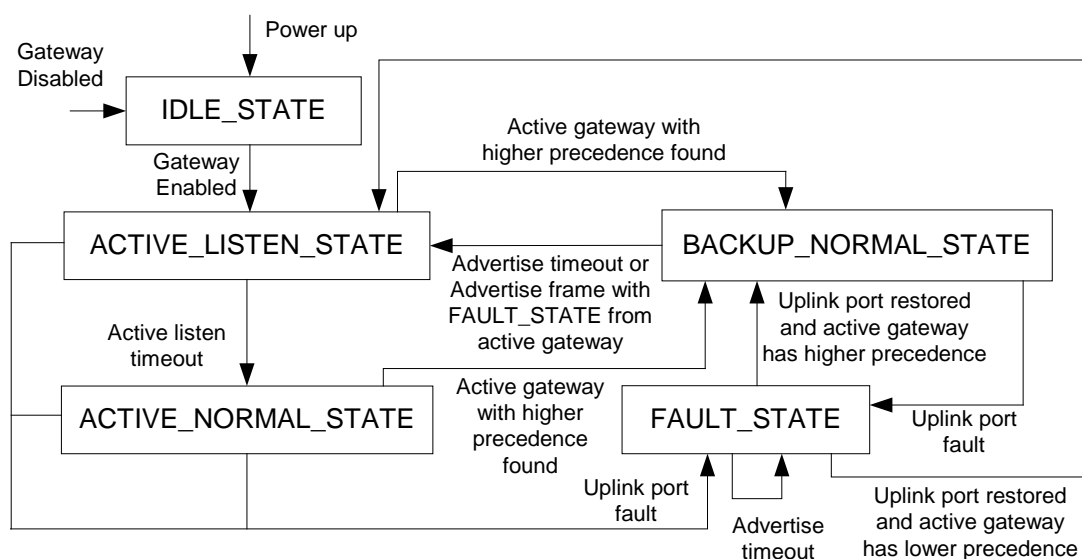 Power up
Gateway
Disabled
IDLE_STATE
Gateway
Enabled
Active gateway with
higher precedence found
ACTIVE_LISTEN_STATE
BACKUP_NORMAL_STATE
Advertise timeout or
Advertise frame with
FAULT_STATE from
active gateway
Uplink port restored
and active gateway
has higher precedence
Active listen
timeout
ACTIVE_NORMAL_STATE
Active gateway
with higher
precedence
found
FAULT_STATE
Uplink port
fault
Uplink port
fault
Advertise
timeout
Uplink port restored
and active gateway
has lower precedence